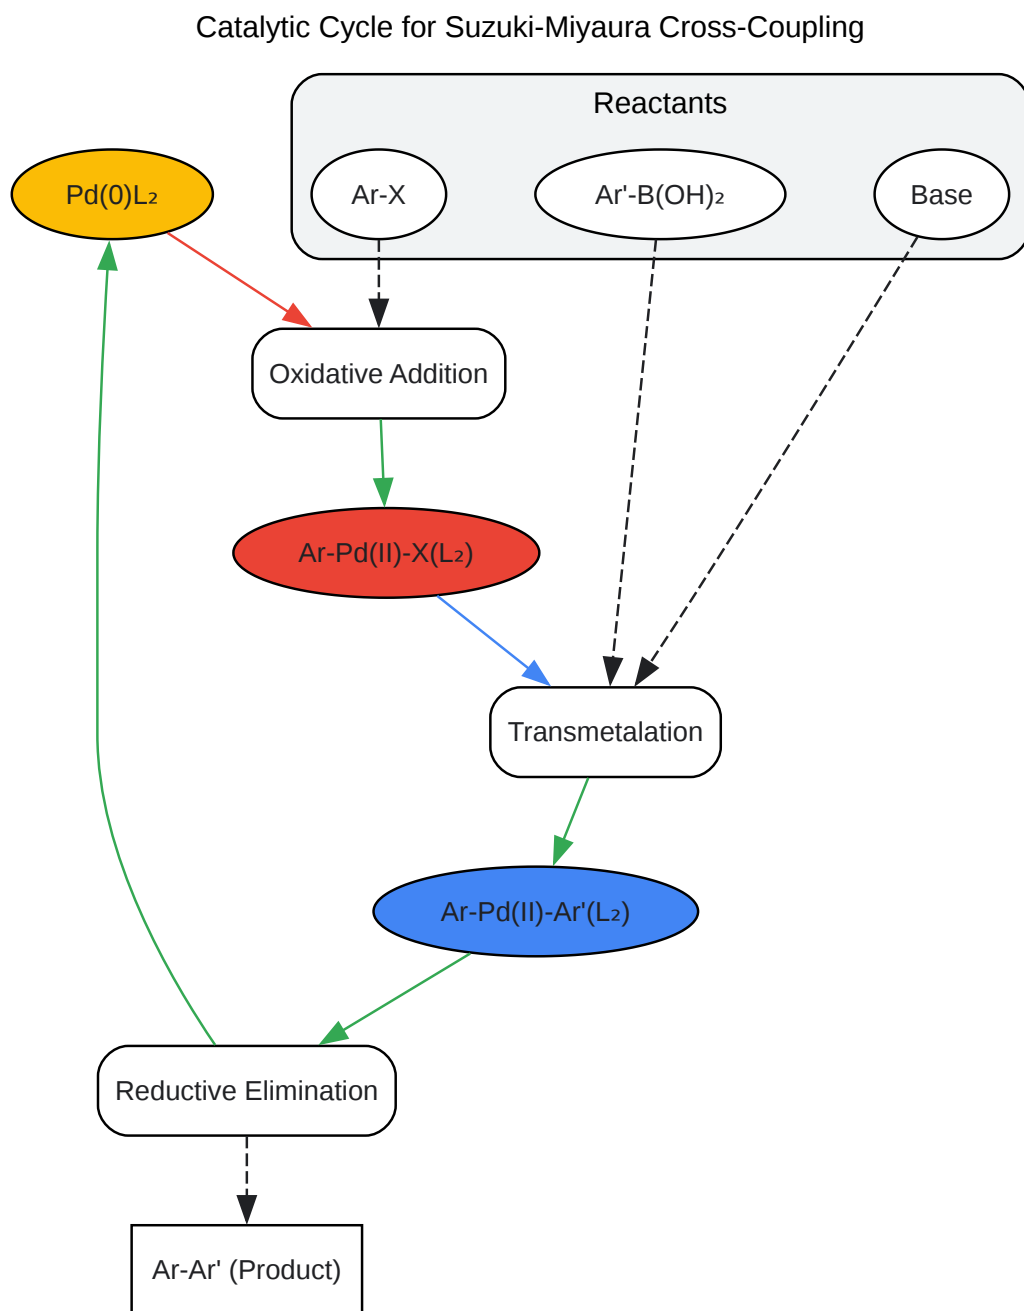 Catalytic Cycle for Suzuki-Miyaura Cross-Coupling
Reactants
Pd(0)L₂
Ar-X
Ar'-B(OH)₂
Base
Oxidative Addition
Ar-Pd(II)-X(L₂)
Transmetalation
Ar-Pd(II)-Ar'(L₂)
Reductive Elimination
Ar-Ar' (Product)